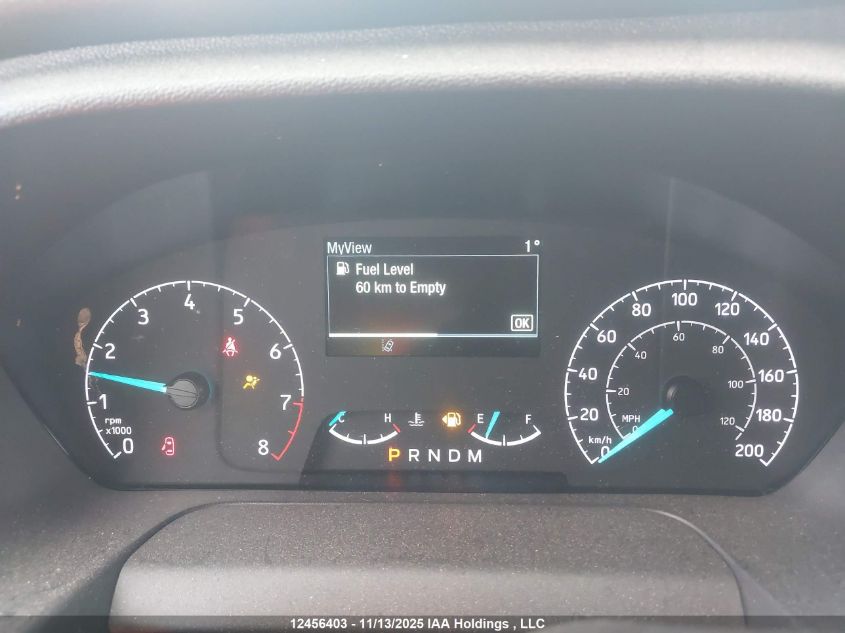 MyView 1°
Fuel Level
60 km to Empty
OK
0 1 2 3 4 5 6 7 8
rpm
x1000
C H
E F
P R N D M
0 20 40 60 80 100 120 140 160 180 200
km/h
0 20 40 60 80 100 120
MPH
12456403 - 11/13/2025 IAA Holdings , LLC